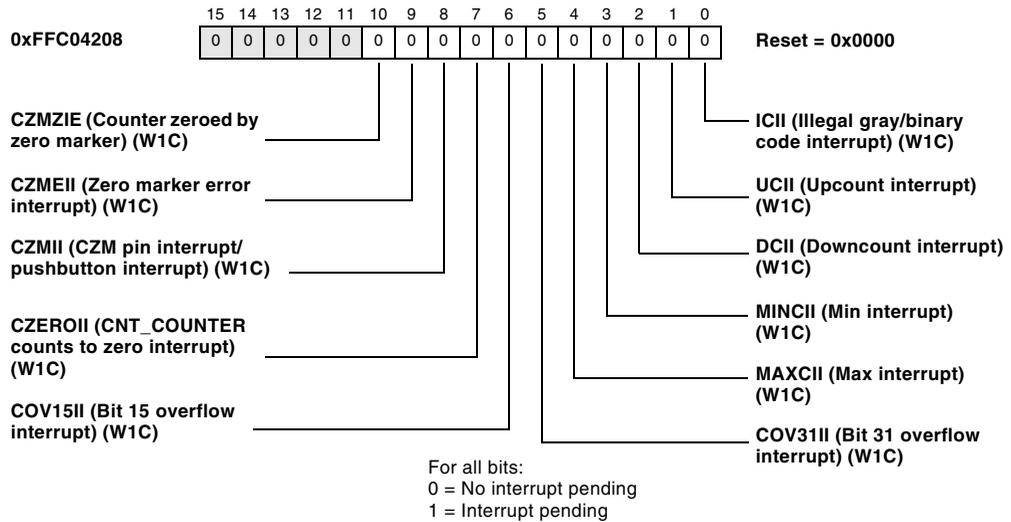 15 14 13 12 11 10 9 8 7 6 5 4 3 2 1 0
0xFFC04208
0 0 0 0 0 0 0 0 0 0 0 0 0 0 0 0
Reset = 0x0000
CZMZIE (Counter zeroed by
zero marker) (W1C)
CZMEII (Zero marker error
interrupt) (W1C)
CZMII (CZM pin interrupt/
pushbutton interrupt) (W1C)
CZEROII (CNT_COUNTER
counts to zero interrupt)
(W1C)
COV15II (Bit 15 overflow
interrupt) (W1C)
ICII (Illegal gray/binary
code interrupt) (W1C)
UCII (Upcount interrupt)
(W1C)
DCII (Downcount interrupt)
(W1C)
MINCII (Min interrupt)
(W1C)
MAXCII (Max interrupt)
(W1C)
COV31II (Bit 31 overflow
interrupt) (W1C)
For all bits:
0 = No interrupt pending
1 = Interrupt pending